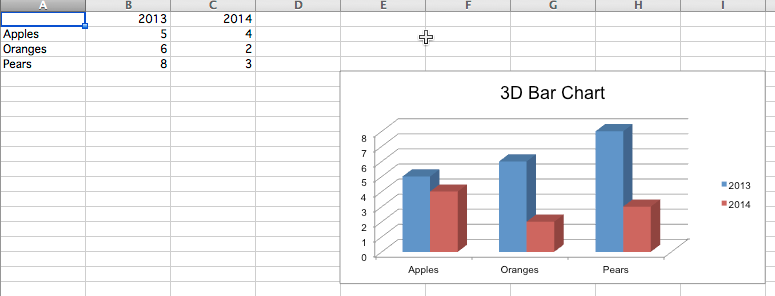 A B C D E F G H I
2013 2014
Apples 5 4
Oranges 6 2
Pears 8 3
3D Bar Chart
8
7
6
5
4
3
2
1
0
Apples Oranges Pears
2013
2014